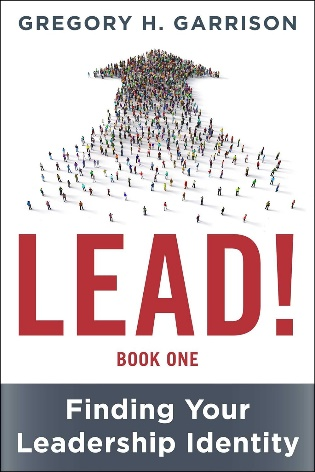 GREGORY H. GARRISON
LEAD!
BOOK ONE
Finding Your
Leadership Identity